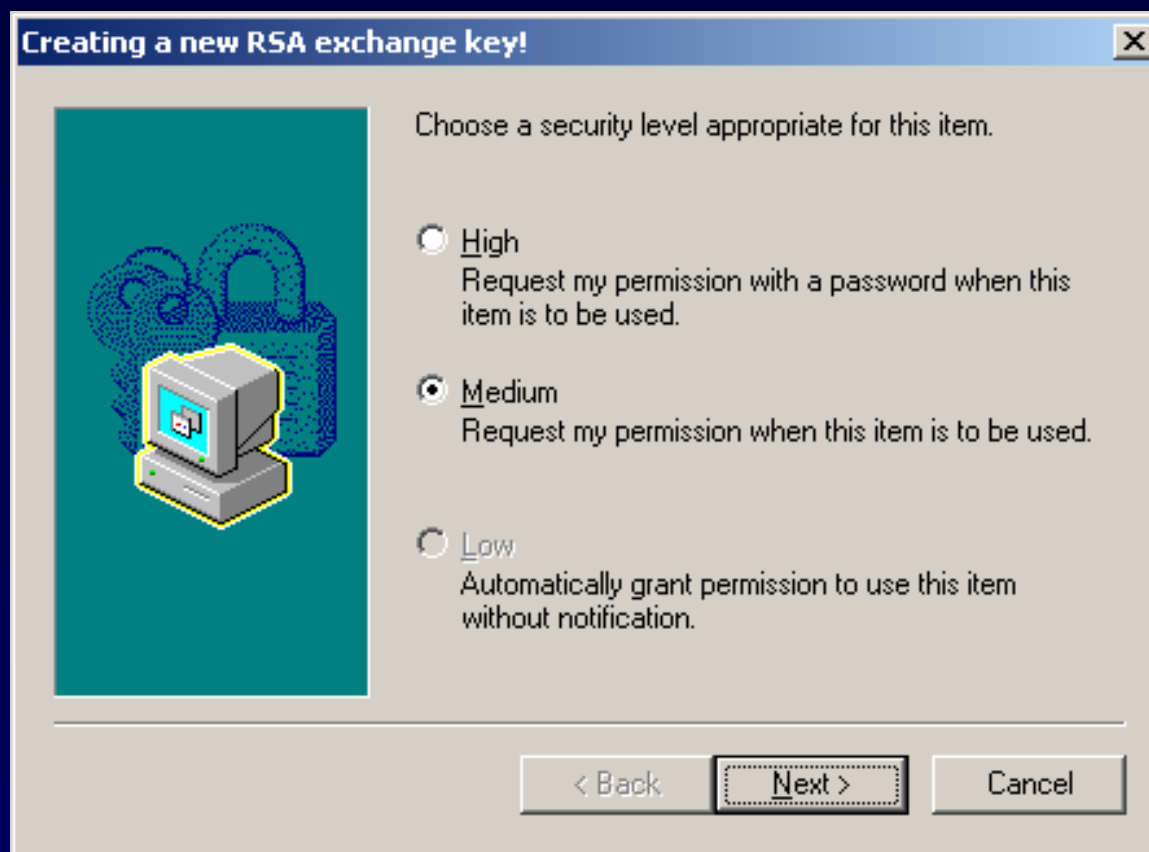 Creating a new RSA exchange key!
Choose a security level appropriate for this item.
High
Request my permission with a password when this
item is to be used.
Medium
Request my permission when this item is to be used.
Low
Automatically grant permission to use this item
without notification.
< Back
Next >
Cancel